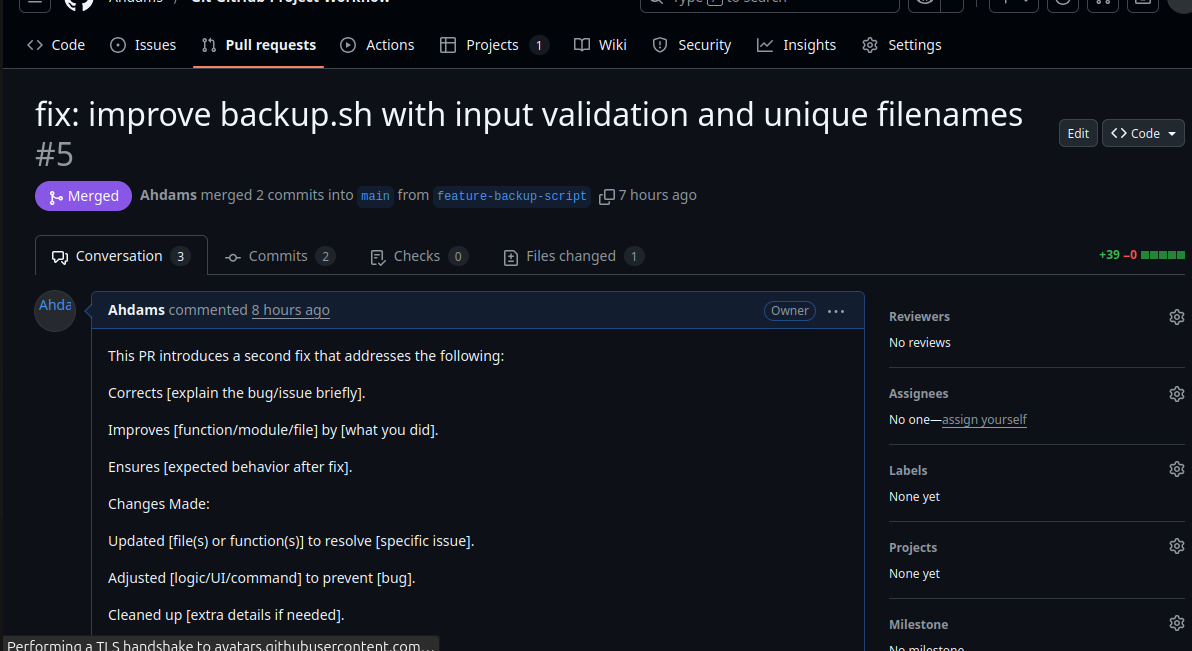 Ahdams / Git GitHub Project Workflow
Type / to search
Code Issues Pull requests Actions Projects 1 Wiki Security Insights Settings
fix: improve backup.sh with input validation and unique filenames
#5
Edit Code
Merged Ahdams merged 2 commits into main from feature-backup-script 7 hours ago
Conversation 3 Commits 2 Checks 0 Files changed 1
+39 −0
Ahda
Ahdams commented 8 hours ago Owner
This PR introduces a second fix that addresses the following:
Corrects [explain the bug/issue briefly].
Improves [function/module/file] by [what you did].
Ensures [expected behavior after fix].
Changes Made:
Updated [file(s) or function(s)] to resolve [specific issue].
Adjusted [logic/UI/command] to prevent [bug].
Cleaned up [extra details if needed].
Reviewers
No reviews
Assignees
No one—assign yourself
Labels
None yet
Projects
None yet
Milestone
No milestone
Performing a TLS handshake to avatars.githubusercontent.com…